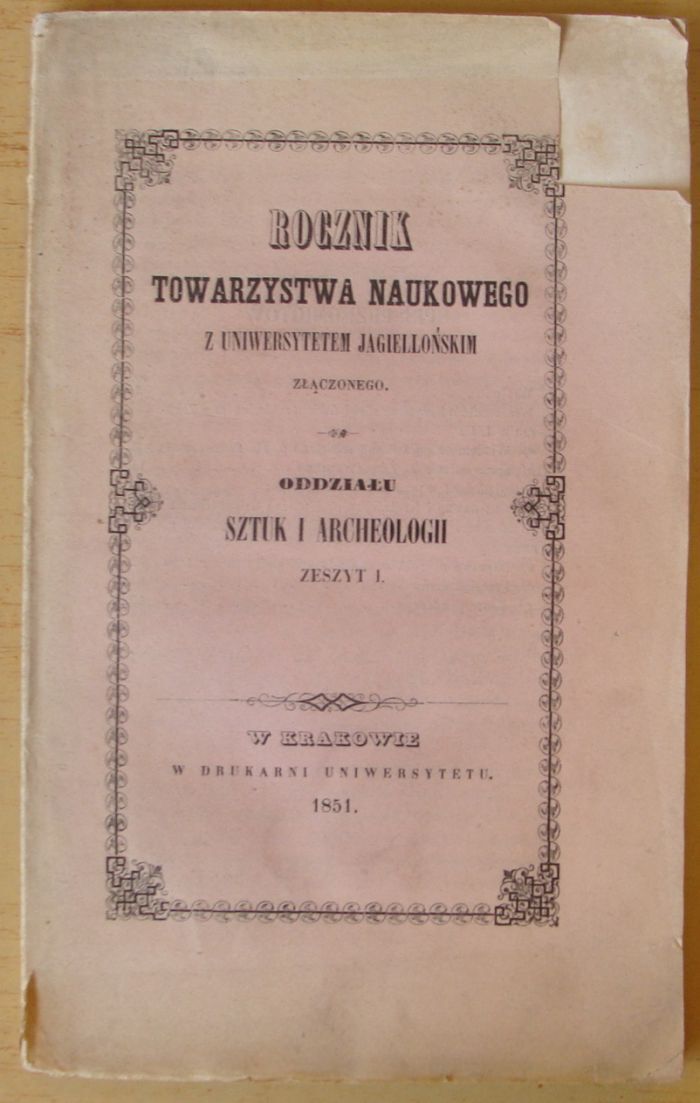 ROCZNIK
TOWARZYSTWA NAUKOWEGO
Z UNIWERSYTETEM JAGIELLOŃSKIM
ZŁĄCZONEGO.
ODDZIAŁU
SZTUK I ARCHEOLOGII
ZESZYT I.
W KRAKOWIE
W DRUKARNI UNIWERSYTETU.
1851.